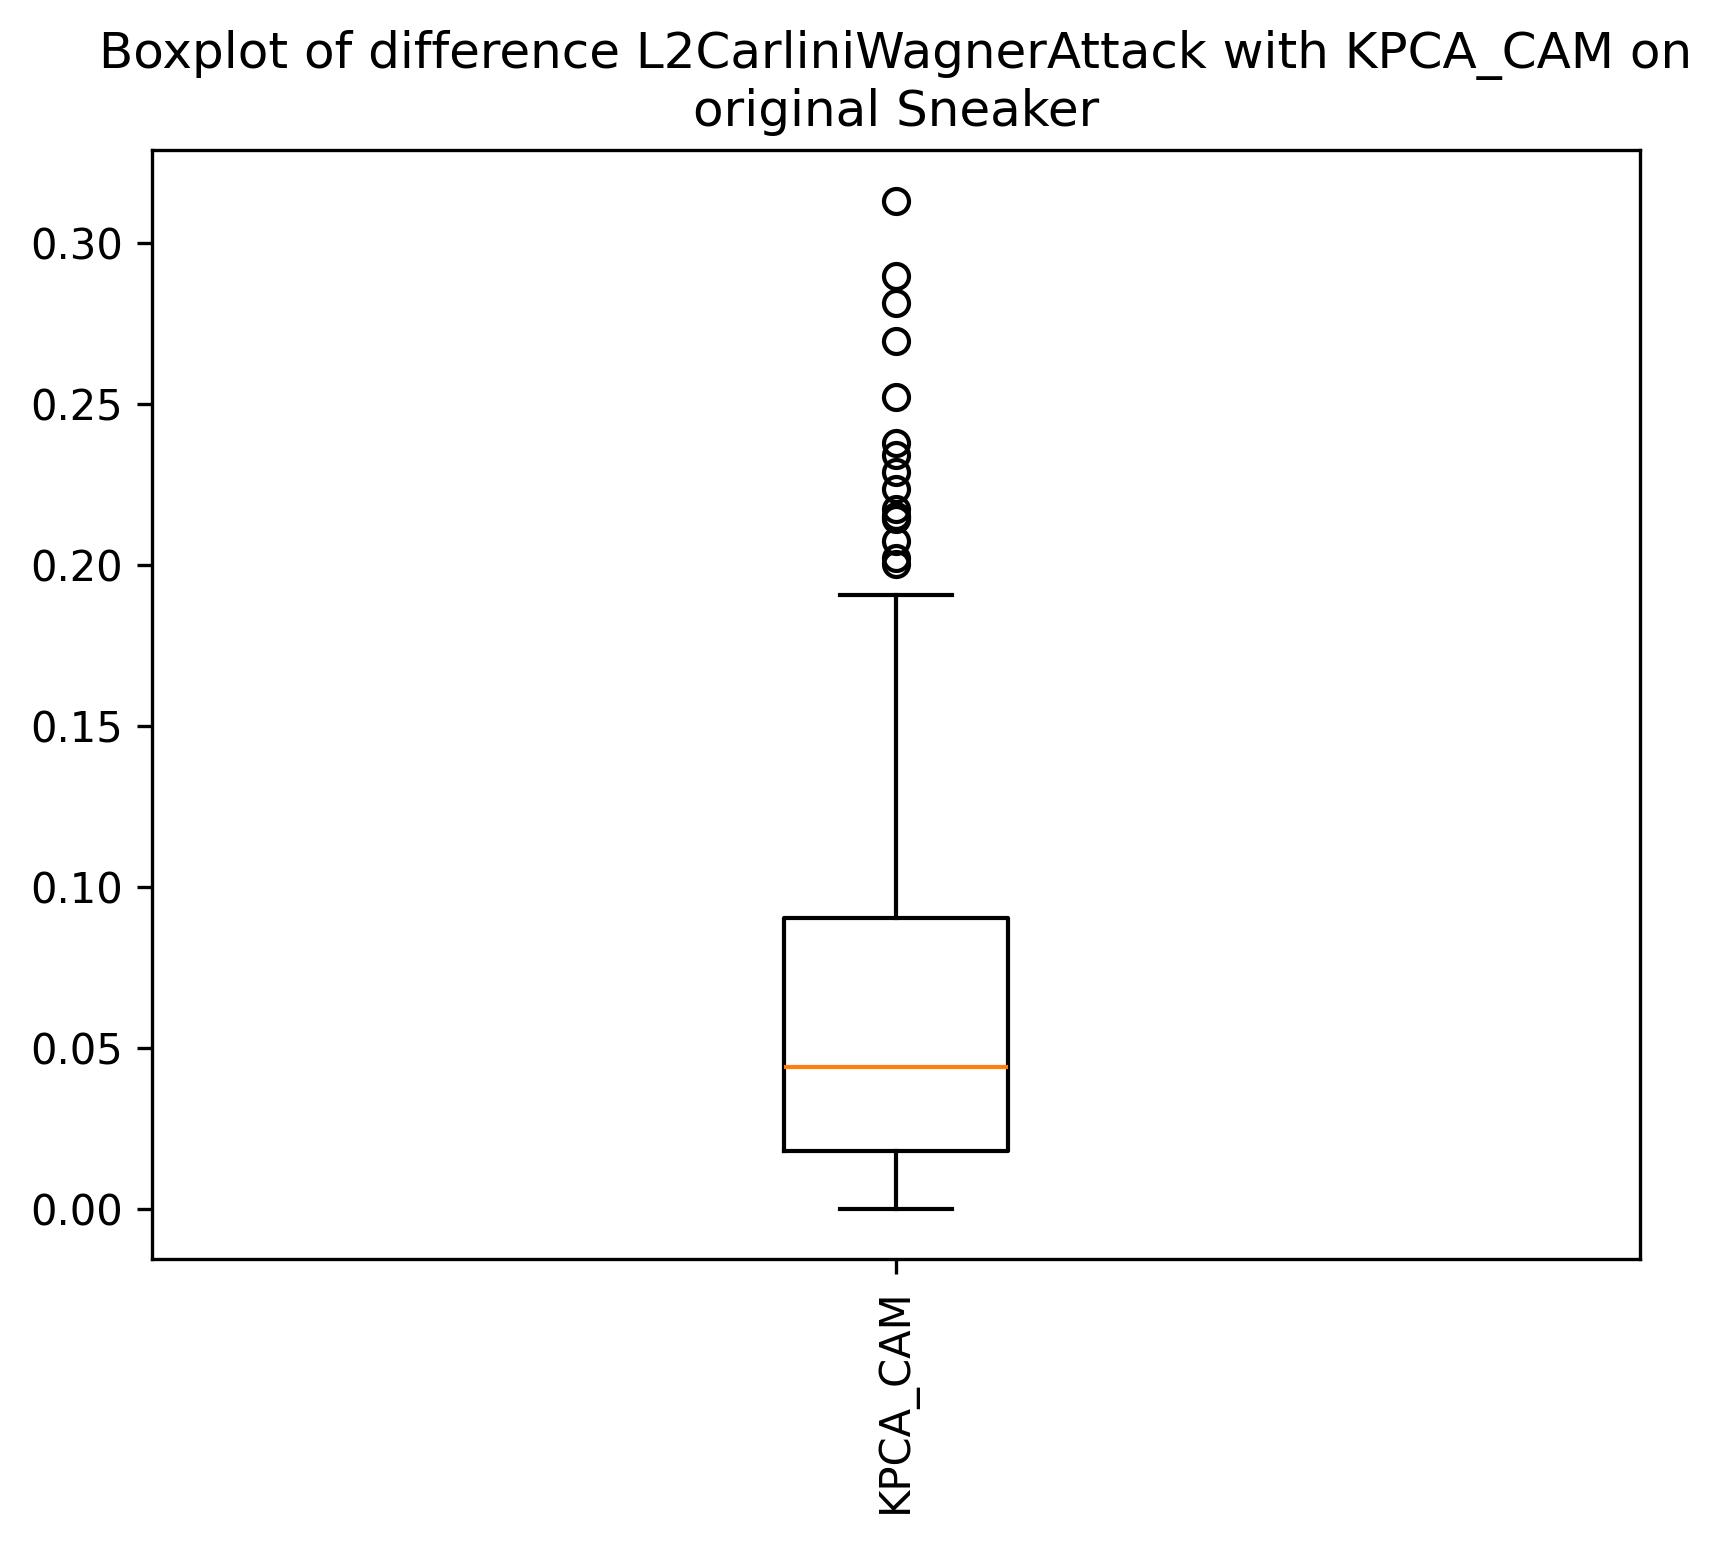 Boxplot of difference L2CarliniWagnerAttack with KPCA_CAM on
original Sneaker
0.30
0.25
0.20
0.15
0.10
0.05
0.00
KPCA_CAM